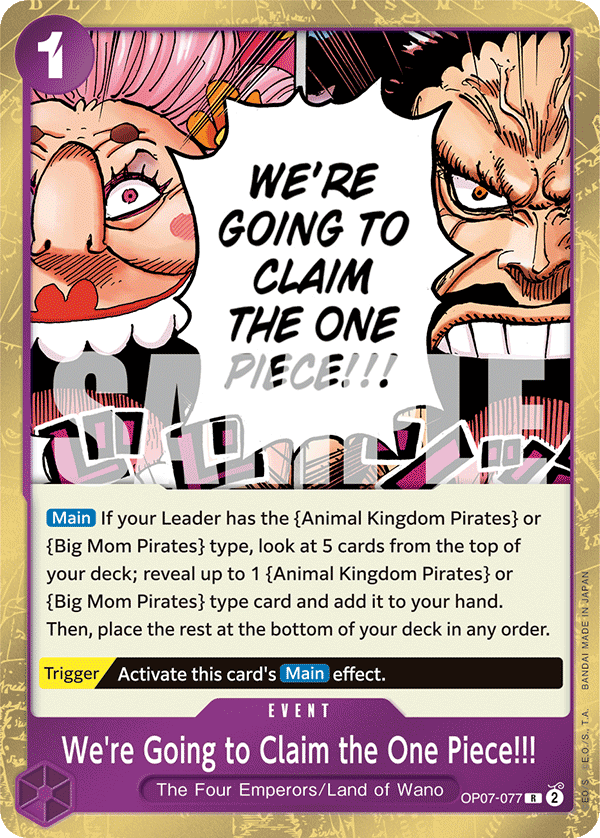 1
WE'RE
GOING TO
CLAIM
THE ONE
PIECE!!!
SAMPLE
Main If your Leader has the {Animal Kingdom Pirates} or
{Big Mom Pirates} type, look at 5 cards from the top of
your deck; reveal up to 1 {Animal Kingdom Pirates} or
{Big Mom Pirates} type card and add it to your hand.
Then, place the rest at the bottom of your deck in any order.
Trigger Activate this card's Main effect.
EVENT
We're Going to Claim the One Piece!!!
The Four Emperors/Land of Wano
OP07-077 R 2
BANDAI MADE IN JAPAN